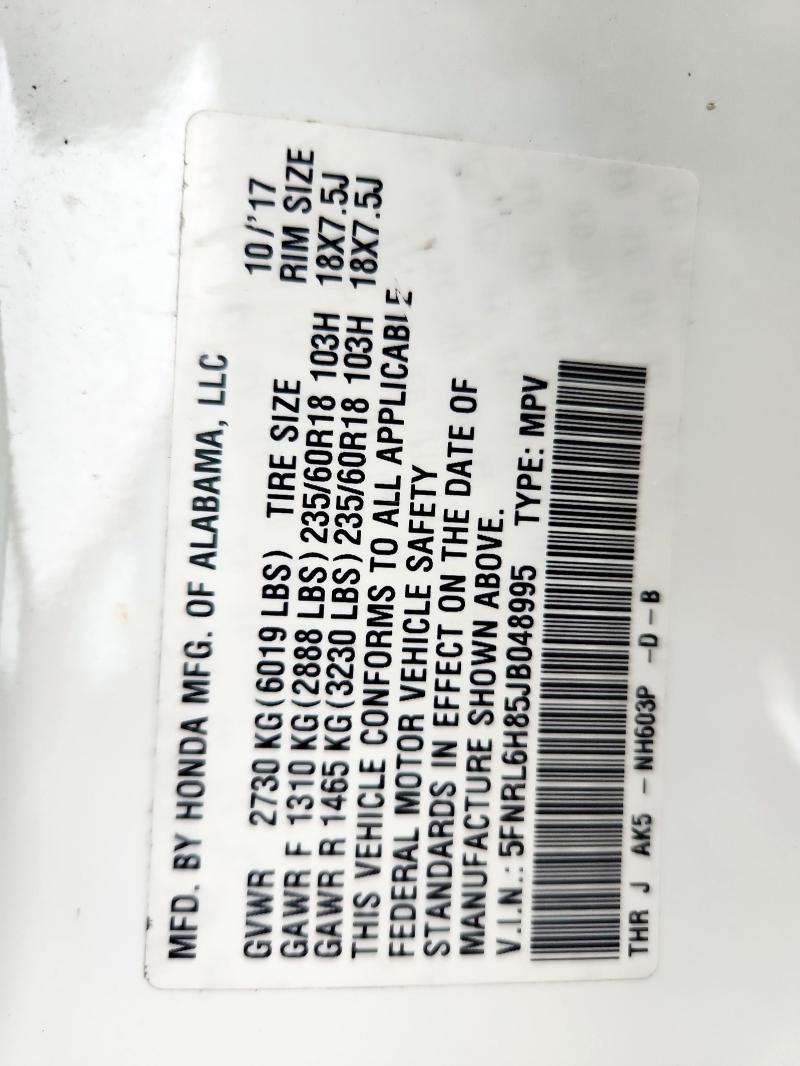 MFD. BY HONDA MFG. OF ALABAMA, LLC
10/'17
GVWR 2730 KG(6019 LBS) TIRE SIZE RIM SIZE
GAWR F 1310 KG(2888 LBS) 235/60R18 103H 18X7.5J
GAWR R 1465 KG(3230 LBS) 235/60R18 103H 18X7.5J
THIS VEHICLE CONFORMS TO ALL APPLICABLE
FEDERAL MOTOR VEHICLE SAFETY
STANDARDS IN EFFECT ON THE DATE OF
MANUFACTURE SHOWN ABOVE.
V.I.N.: 5FNRL6H85JB048995 TYPE: MPV
THR J AK5 - NH603P -D-B